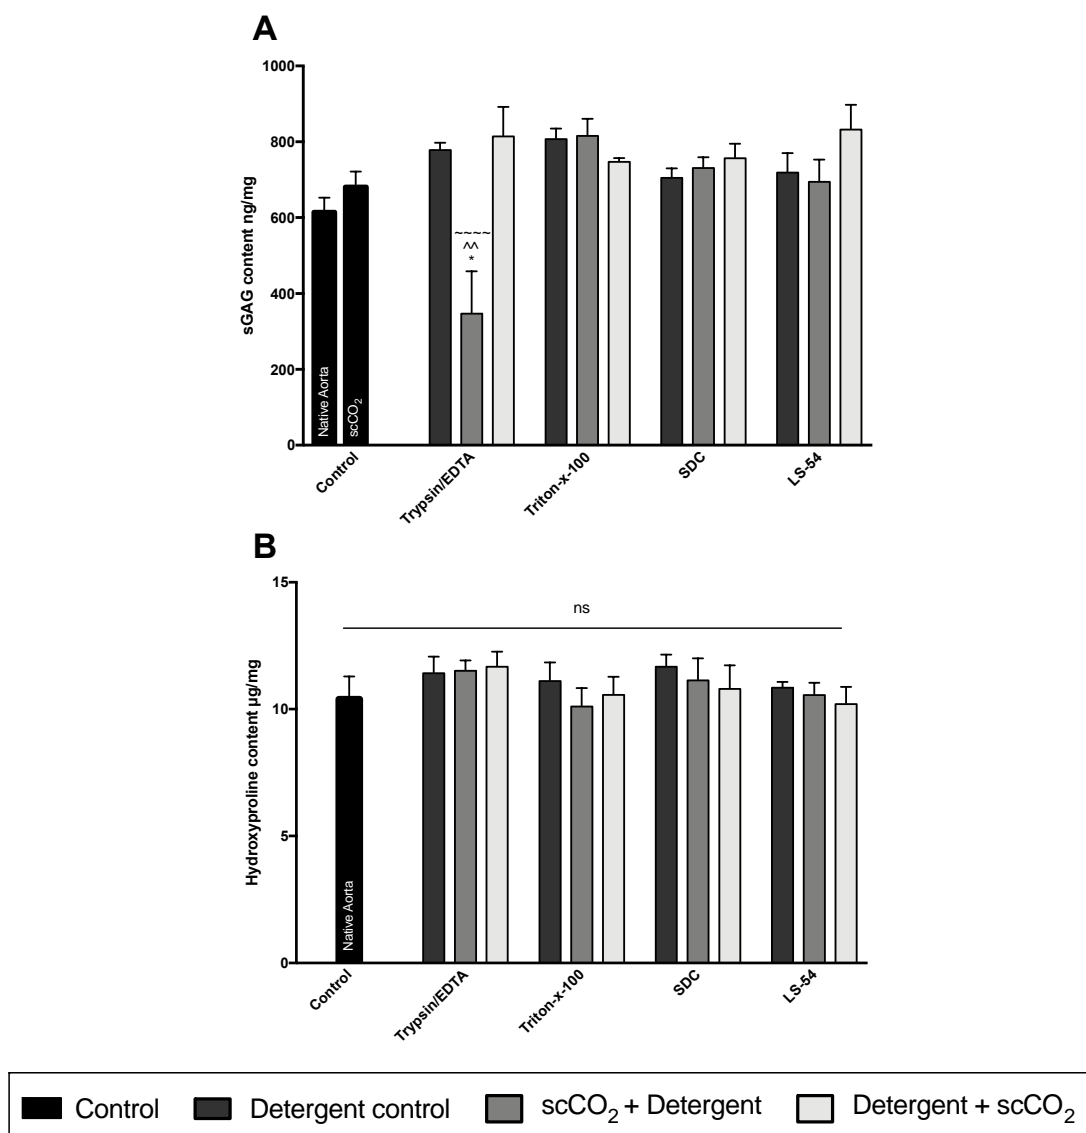 A
1000
800
600
400
200
0
sGAG content ng/mg
~~~~
^^
*
Native Aorta
scCO₂
Control
Trypsin/EDTA
Triton-x-100
SDC
LS-54
B
15
10
5
0
Hydroxyproline content µg/mg
ns
Native Aorta
Control
Trypsin/EDTA
Triton-x-100
SDC
LS-54
Control Detergent control scCO₂ + Detergent Detergent + scCO₂